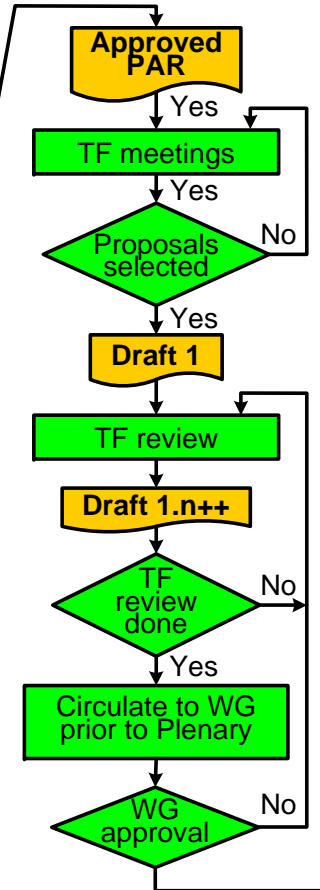 Approved
PAR
Yes
TF meetings
Yes
Proposals
selected
No
Yes
Draft 1
TF review
Draft 1.n++
TF
review
done
No
Yes
Circulate to WG
prior to Plenary
WG
approval
No